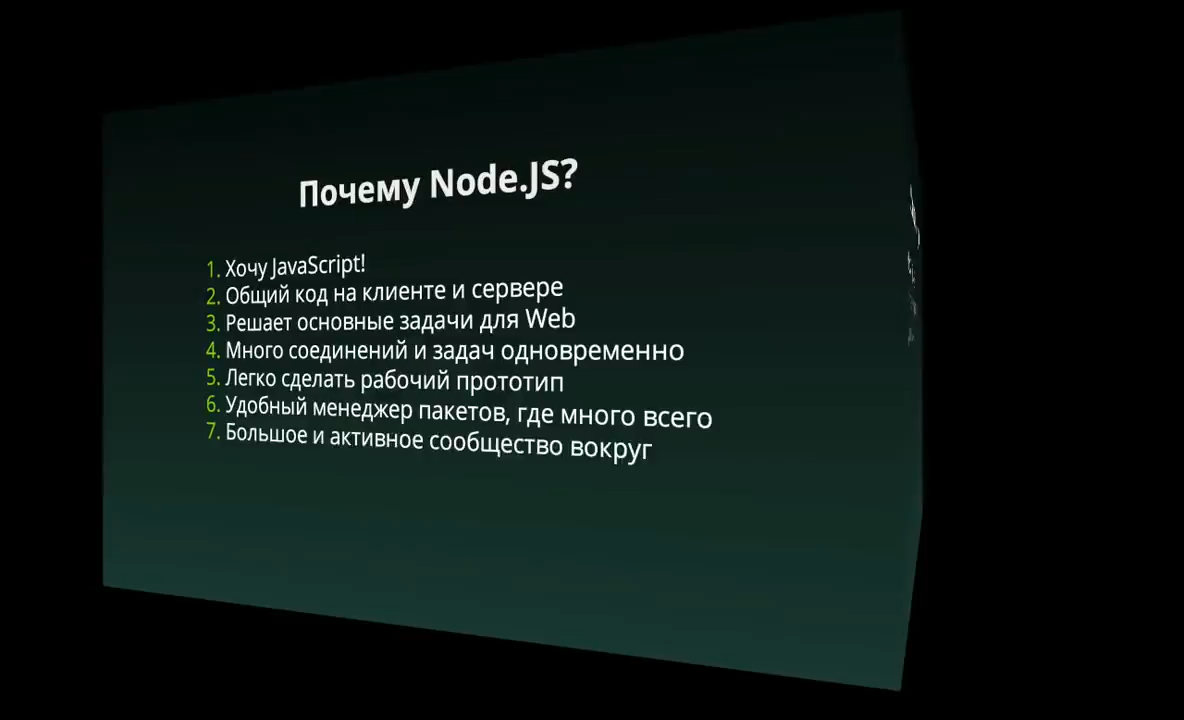 Почему Node.JS?
1. Хочу JavaScript!
2. Общий код на клиенте и сервере
3. Решает основные задачи для Web
4. Много соединений и задач одновременно
5. Легко сделать рабочий прототип
6. Удобный менеджер пакетов, где много всего
7. Большое и активное сообщество вокруг